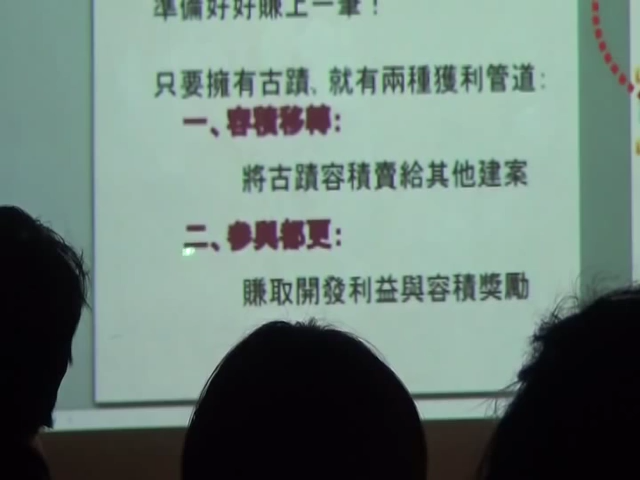 準備好好賺上一筆！
只要擁有古蹟、就有兩種獲利管道：
一、容積移轉：
將古蹟容積賣給其他建案
二、參與都更：
賺取開發利益與容積獎勵